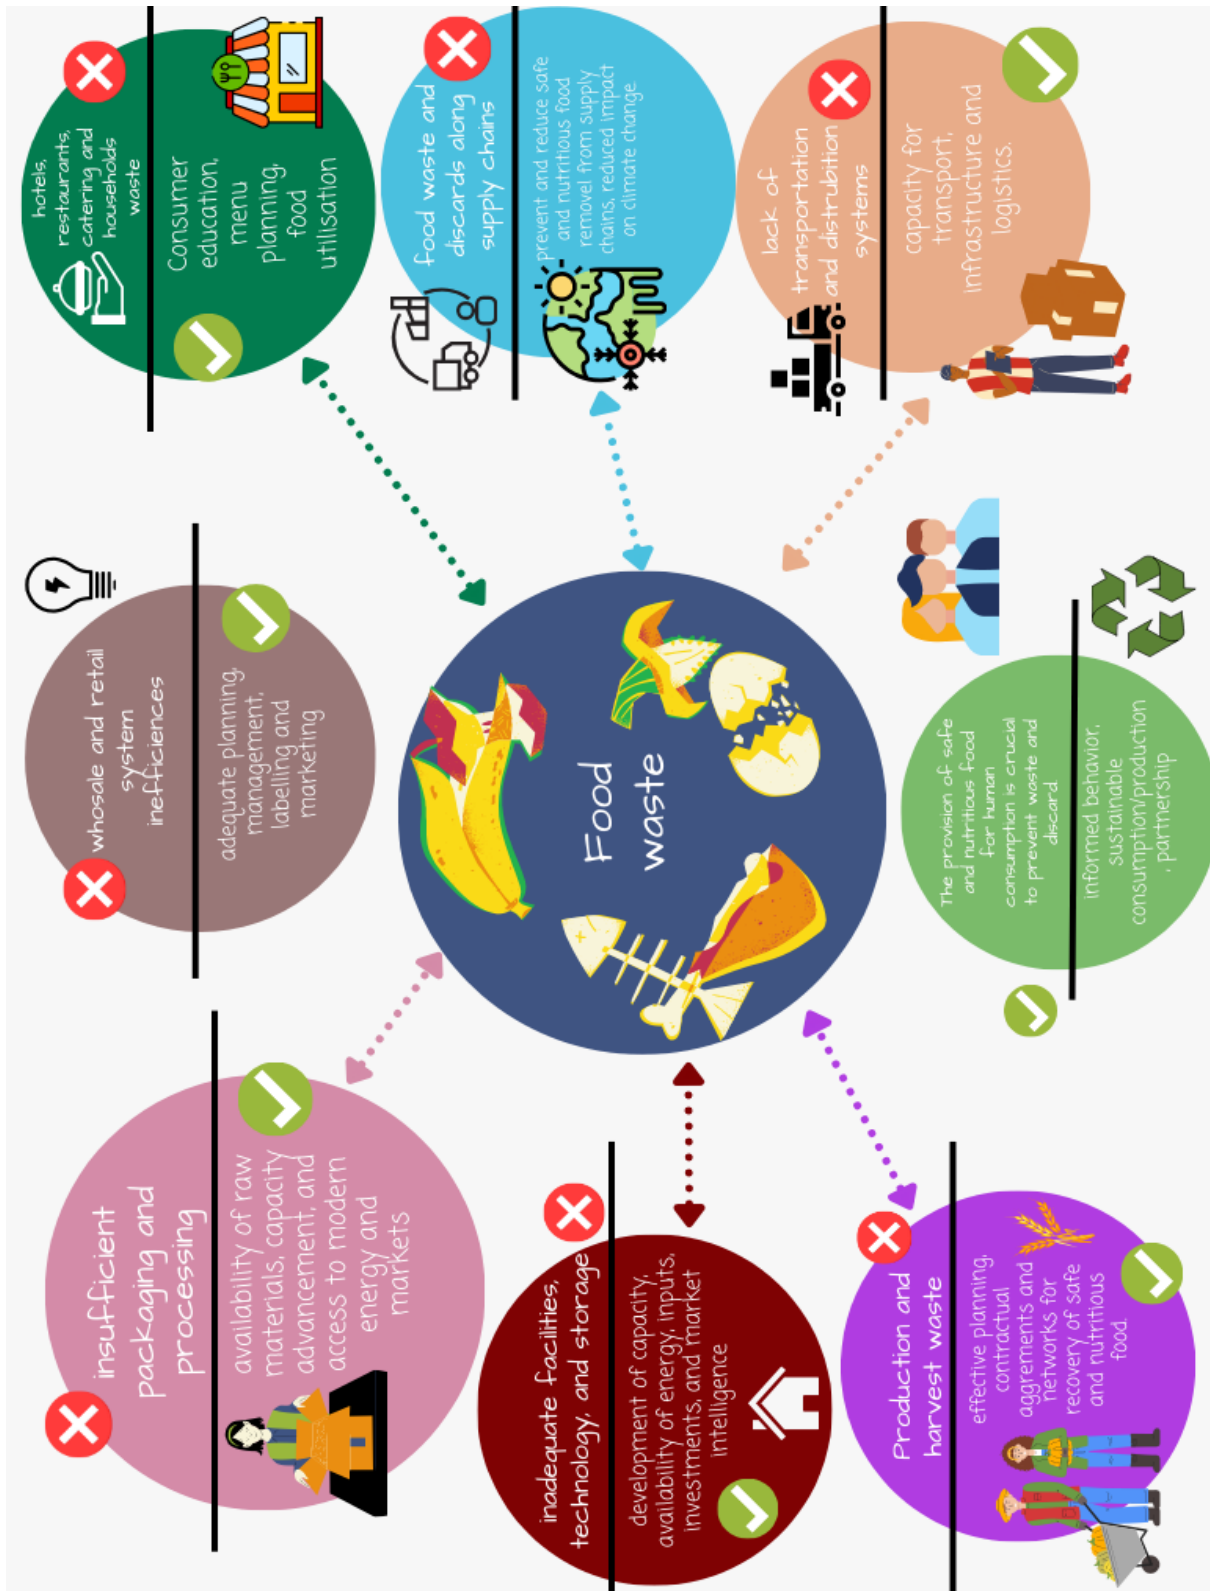 insufficient
packaging and
processing
availability of raw
materials, capacity
advancement, and
access to modern
energy and
markets
whosale and retail
system
inefficiences
adequate planning,
management,
labelling and
marketing
hotels,
restaurants,
catering and
households
waste
Consumer
education,
menu
planning,
food
utilisation
inadequate facilities,
technology, and storage
development of capacity,
availability of energy, inputs,
investments, and market
intelligence
Food
waste
food waste and
discards along
supply chains
prevent and reduce safe
and nutritious food
removel from supply
chains, reduced impact
on climate change
Production and
harvest waste
effective planning,
contractual
aggrements and
networks for
recovery of safe
and nutritious
food.
The provision of safe
and nutritious food
for human
consumption is crucial
to prevent waste and
discard
informed behavior,
sustainable
consumption/production
, partnership
lack of
transportation
and distrubition
systems
capacity for
transport,
infrastructure and
logistics.